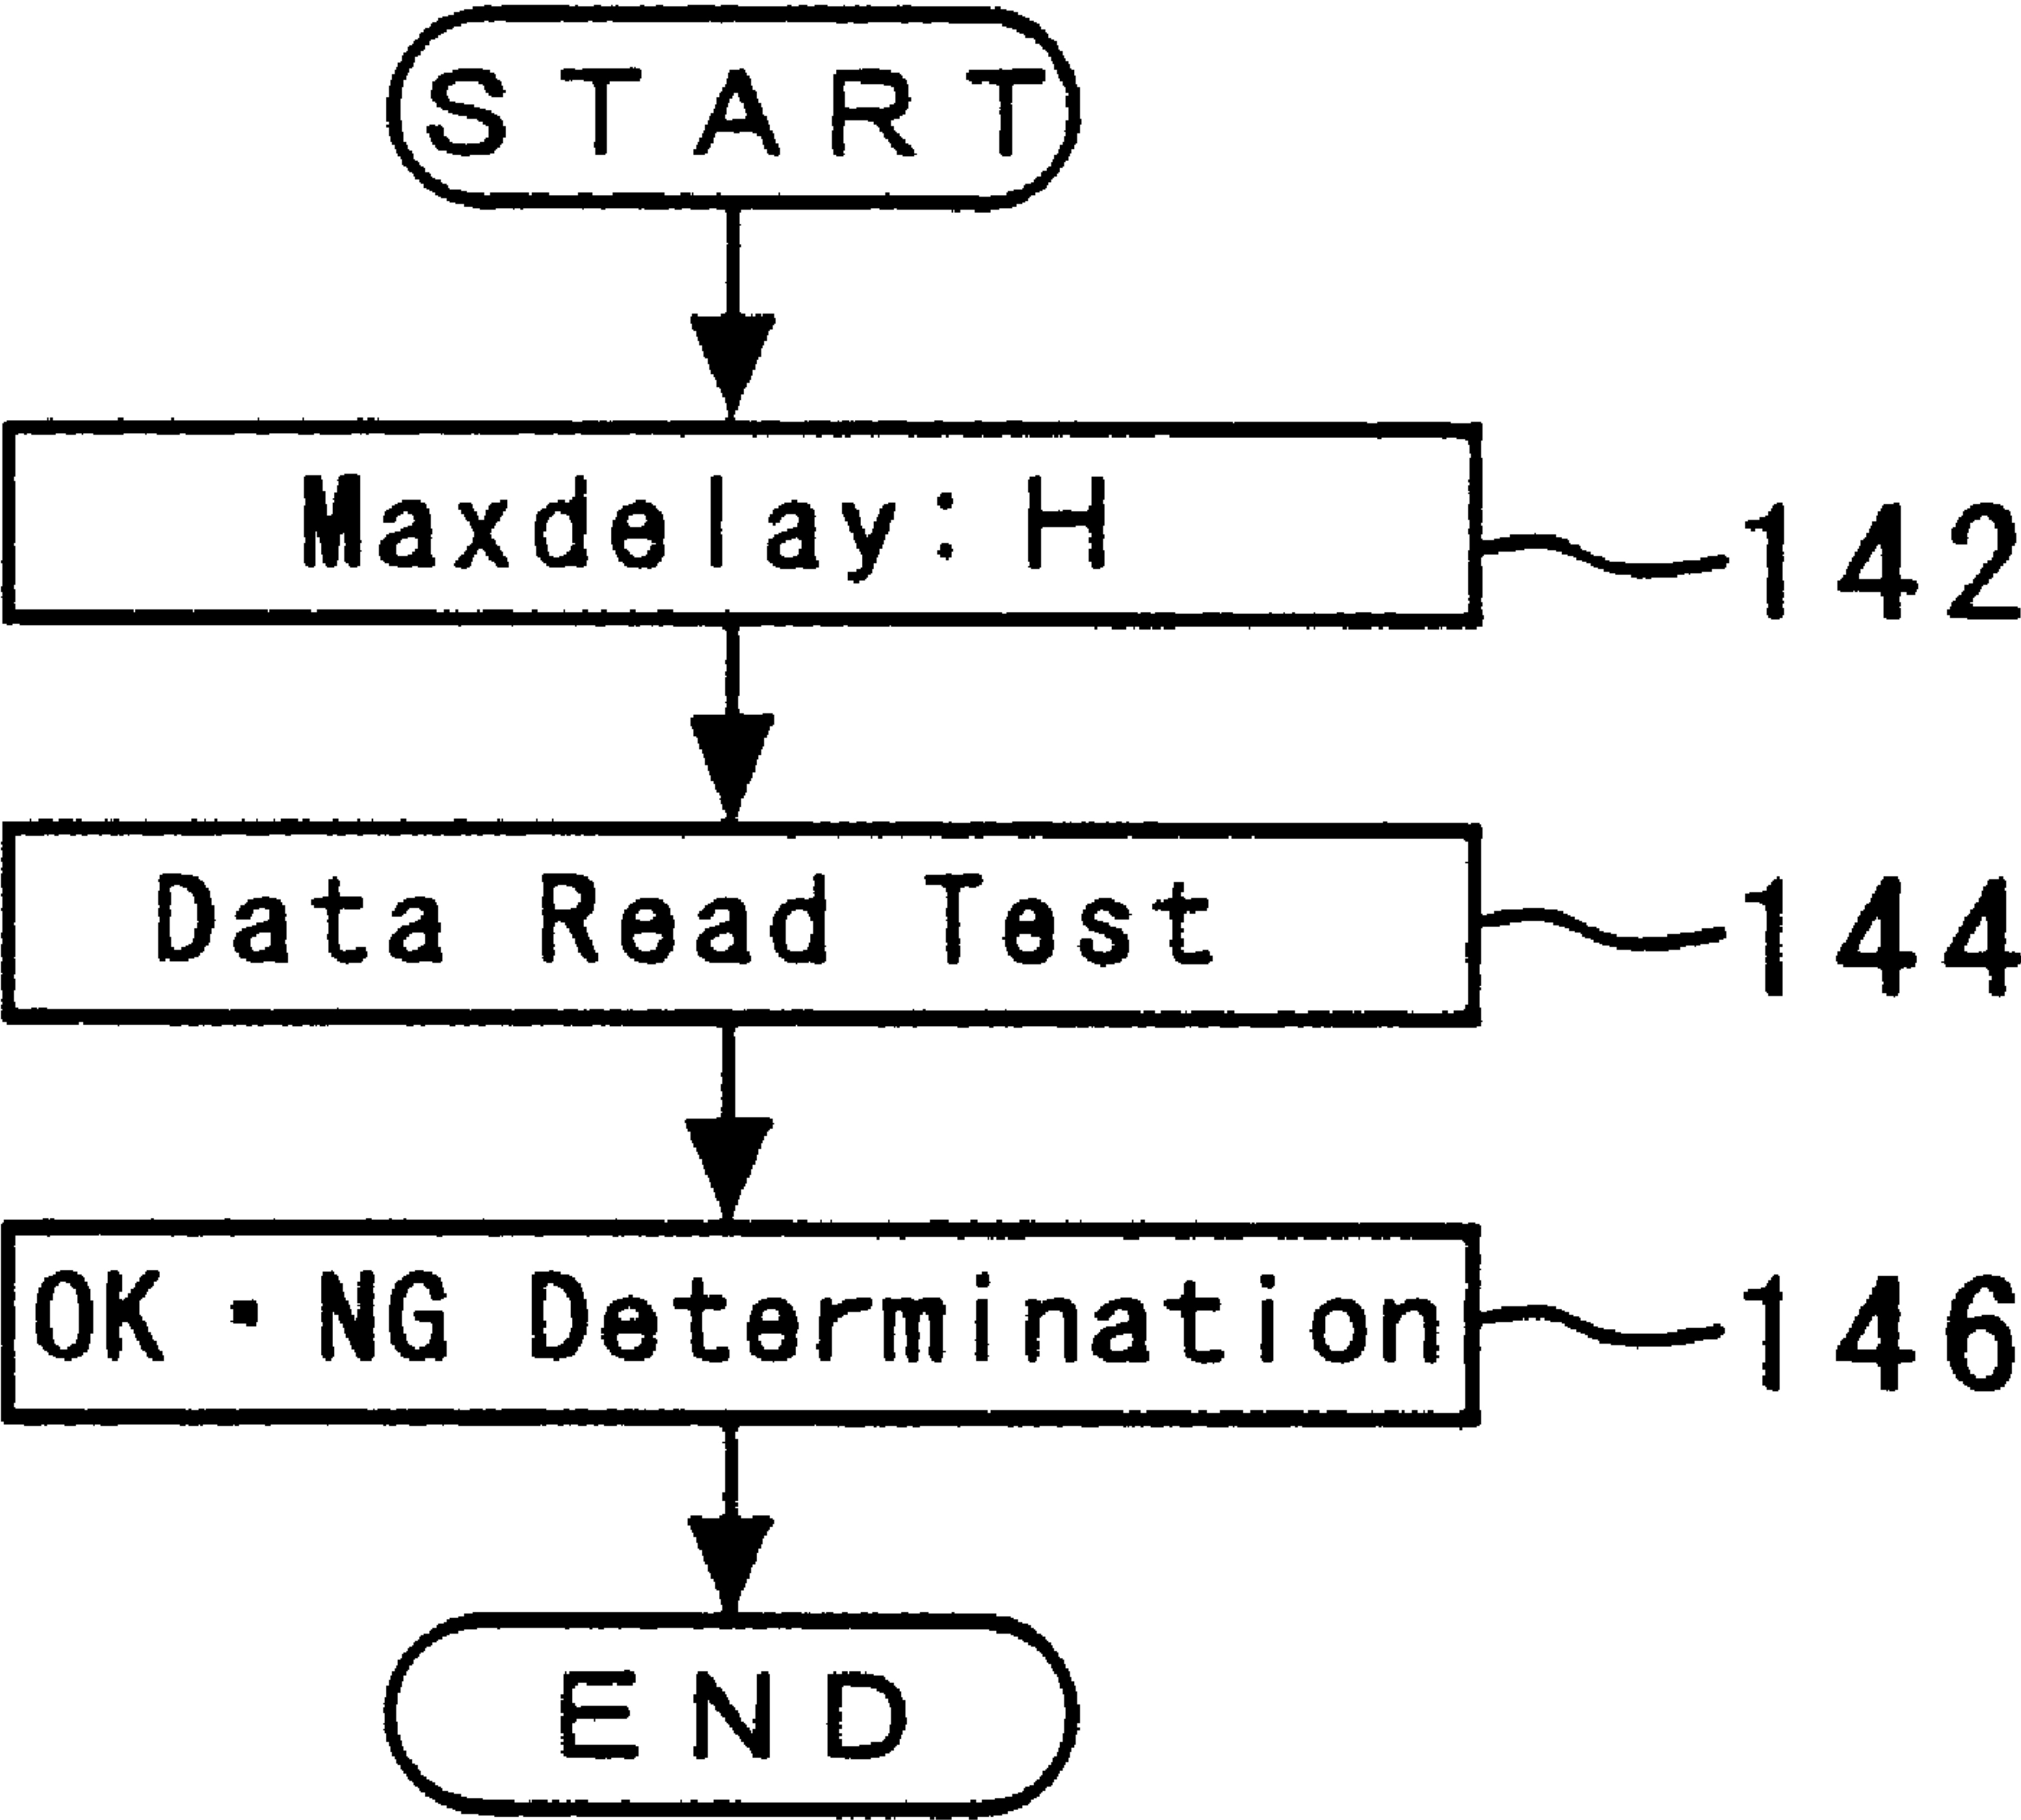 START
Maxdelay:H
142
Data Read Test
144
OK・NG Determination
146
END